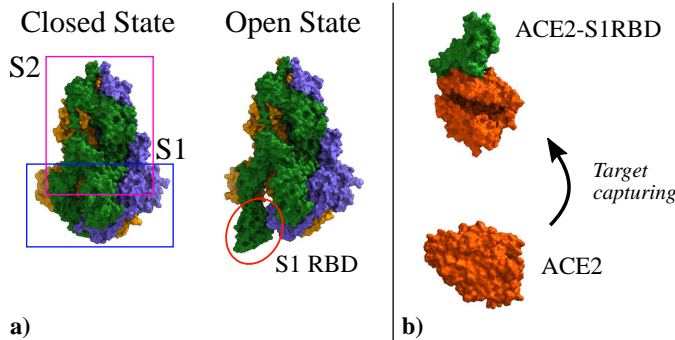 Closed State
Open State
S2
S1
S1 RBD
a)
ACE2-S1RBD
Target
capturing
ACE2
b)